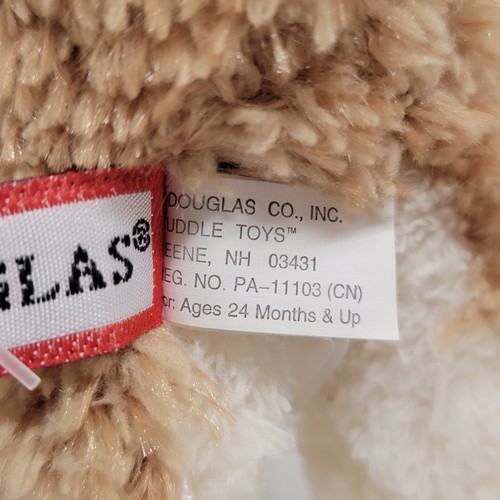 GLAS®
DOUGLAS CO., INC.
UDDLE TOYS™
EENE, NH 03431
EG. NO. PA-11103 (CN)
or: Ages 24 Months & Up